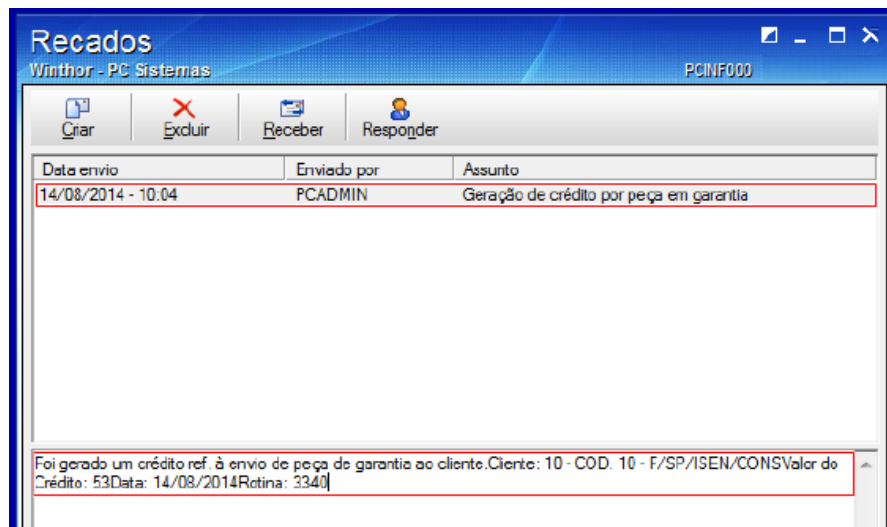 Recados
Winthor - PC Sistemas
PCINF000
Criar Excluir Receber Responder
Data envio Enviado por Assunto
14/08/2014 - 10:04 PCADMIN Geração de crédito por peça em garantia
Foi gerado um crédito ref. à envio de peça de garantia ao cliente.Cliente: 10 - COD. 10 - F/SP/ISEN/CONSValor do
Crédito: 53Data: 14/08/2014Rotina: 3340